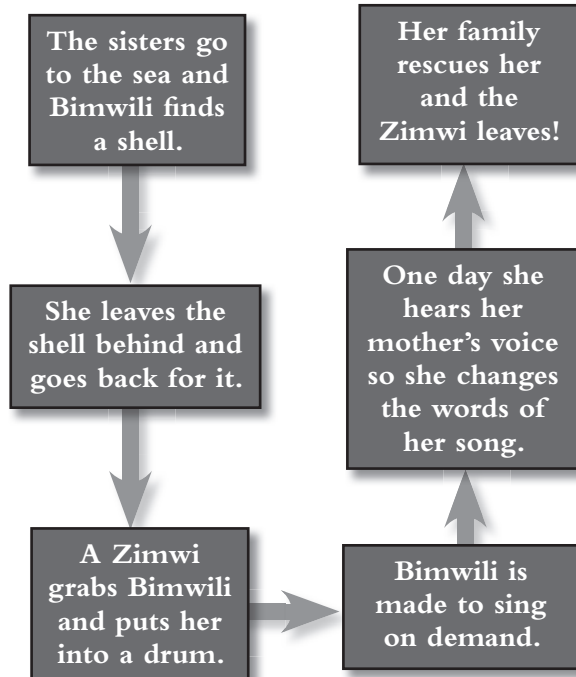 The sisters go
to the sea and
Bimwili finds
a shell.
She leaves the
shell behind and
goes back for it.
A Zimwi
grabs Bimwili
and puts her
into a drum.
Bimwili is
made to sing
on demand.
One day she
hears her
mother’s voice
so she changes
the words of
her song.
Her family
rescues her
and the
Zimwi leaves!